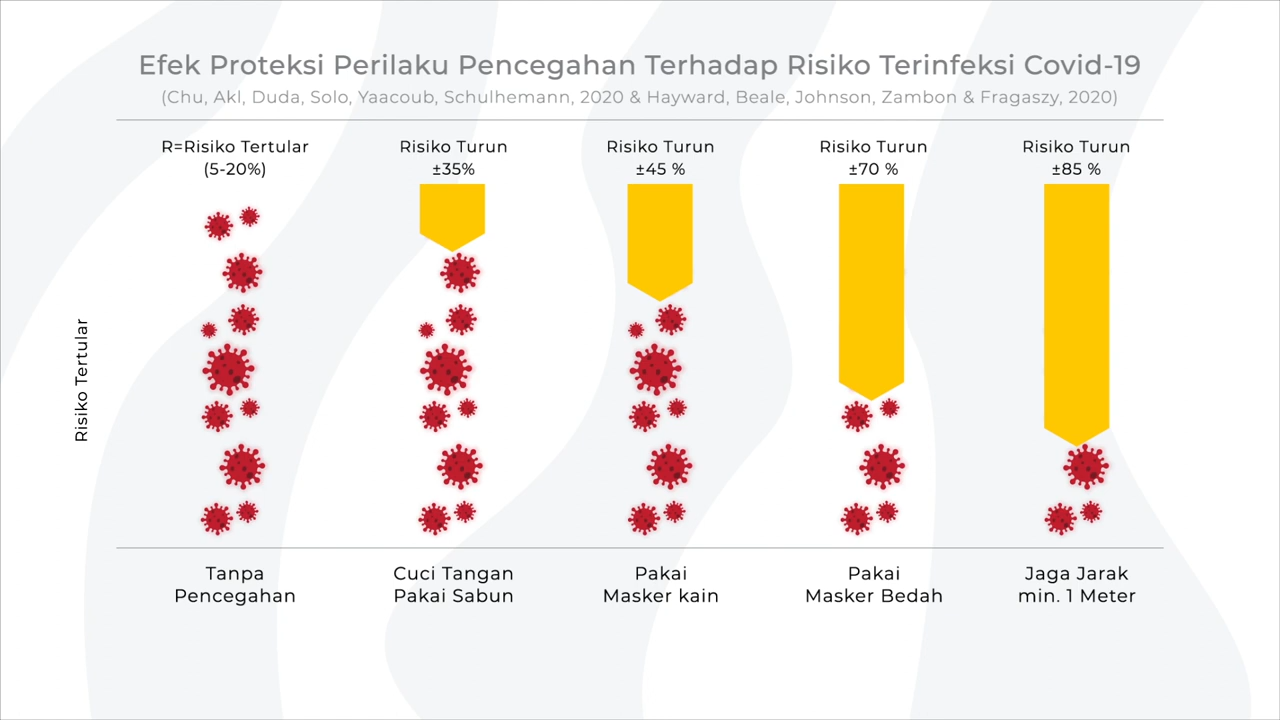 Efek Proteksi Perilaku Pencegahan Terhadap Risiko Terinfeksi Covid-19
(Chu, Akl, Duda, Solo, Yaacoub, Schulhemann, 2020 & Hayward, Beale, Johnson, Zambon & Fragaszy, 2020)
R=Risiko Tertular
(5-20%)
Risiko Turun
±35%
Risiko Turun
±45 %
Risiko Turun
±70 %
Risiko Turun
±85 %
Risiko Tertular
Tanpa
Pencegahan
Cuci Tangan
Pakai Sabun
Pakai
Masker kain
Pakai
Masker Bedah
Jaga Jarak
min. 1 Meter